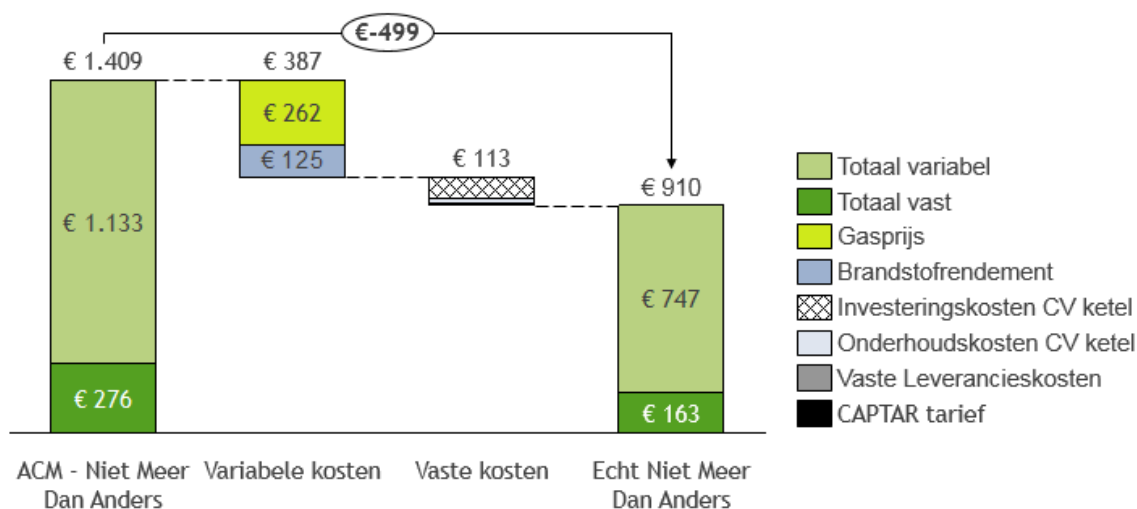 €-499
€ 1.409
€ 387
€ 262
€ 125
€ 113
€ 910
€ 1.133
€ 276
€ 747
€ 163
Totaal variabel
Totaal vast
Gasprijs
Brandstofrendement
Investeringskosten CV ketel
Onderhoudskosten CV ketel
Vaste Leverancieskosten
CAPTAR tarief
ACM - Niet Meer
Dan Anders
Variabele kosten
Vaste kosten
Echt Niet Meer
Dan Anders